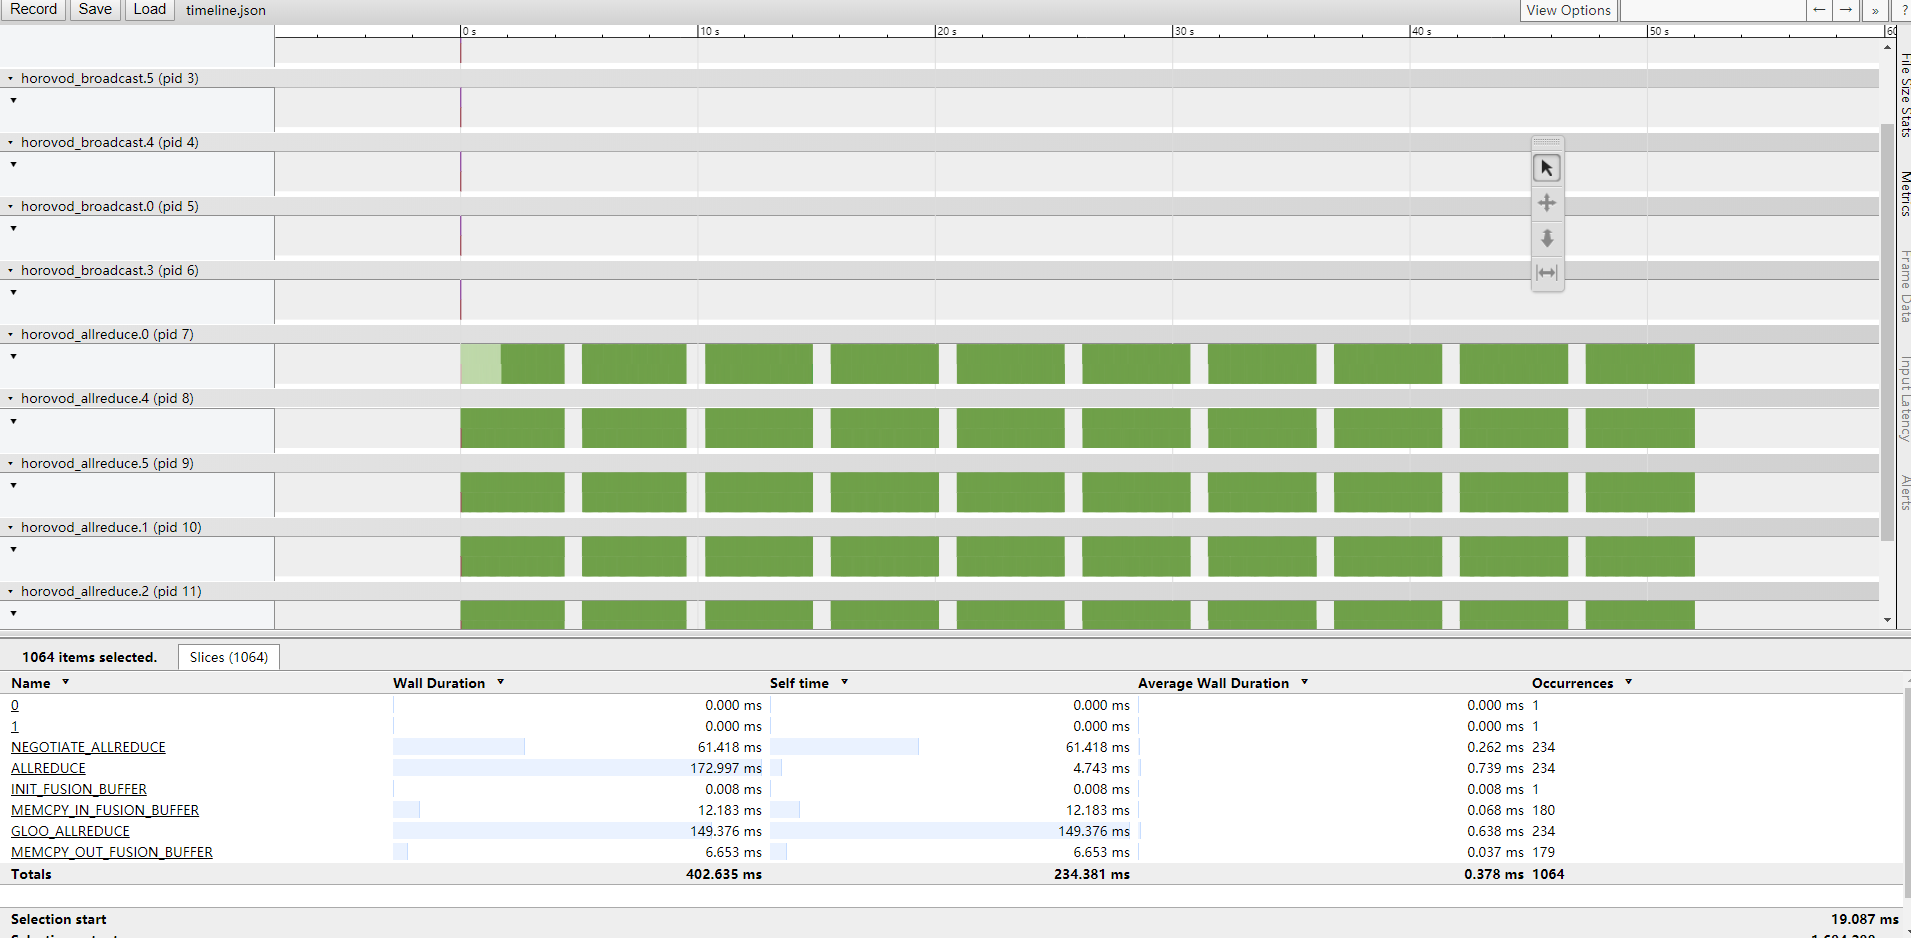 Record Save Load timeline.json View Options ← → » ?
0 s 10 s 20 s 30 s 40 s 50 s
horovod_broadcast.5 (pid 3)
horovod_broadcast.4 (pid 4)
horovod_broadcast.0 (pid 5)
horovod_broadcast.3 (pid 6)
horovod_allreduce.0 (pid 7)
horovod_allreduce.4 (pid 8)
horovod_allreduce.5 (pid 9)
horovod_allreduce.1 (pid 10)
horovod_allreduce.2 (pid 11)
File Size Stats
Metrics
Frame Data
Input Latency
Alerts
1064 items selected. Slices (1064)
Name Wall Duration Self time Average Wall Duration Occurrences
0 0.000 ms 0.000 ms 0.000 ms 1
1 0.000 ms 0.000 ms 0.000 ms 1
NEGOTIATE_ALLREDUCE 61.418 ms 61.418 ms 0.262 ms 234
ALLREDUCE 172.997 ms 4.743 ms 0.739 ms 234
INIT_FUSION_BUFFER 0.008 ms 0.008 ms 0.008 ms 1
MEMCPY_IN_FUSION_BUFFER 12.183 ms 12.183 ms 0.068 ms 180
GLOO_ALLREDUCE 149.376 ms 149.376 ms 0.638 ms 234
MEMCPY_OUT_FUSION_BUFFER 6.653 ms 6.653 ms 0.037 ms 179
Totals 402.635 ms 234.381 ms 0.378 ms 1064
Selection start 19.087 ms